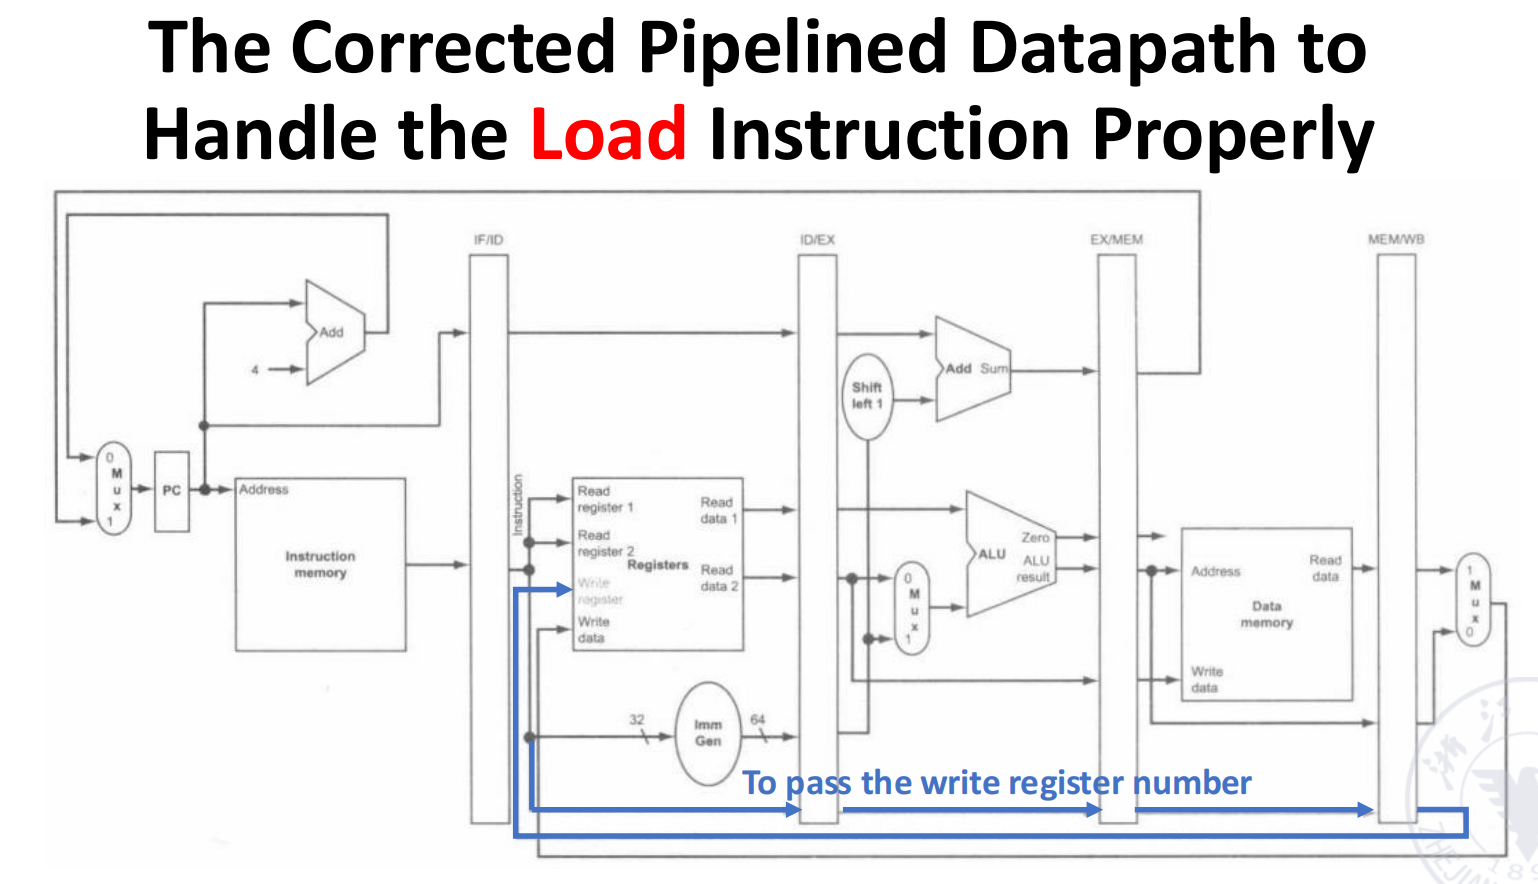 The Corrected Pipelined Datapath to
Handle the Load Instruction Properly
IF/ID
ID/EX
EX/MEM
MEM/WB
Add
4
Shift
left 1
Add Sum
0
M
u
x
1
PC
Address
Instruction
memory
Instruction
Read
register 1
Read
register 2
Write
register
Write
data
Registers
Read
data 1
Read
data 2
0
M
u
x
1
Zero
ALU
ALU
result
Address
Read
data
Data
memory
Write
data
1
M
u
x
0
32
Imm
Gen
64
To pass the write register number